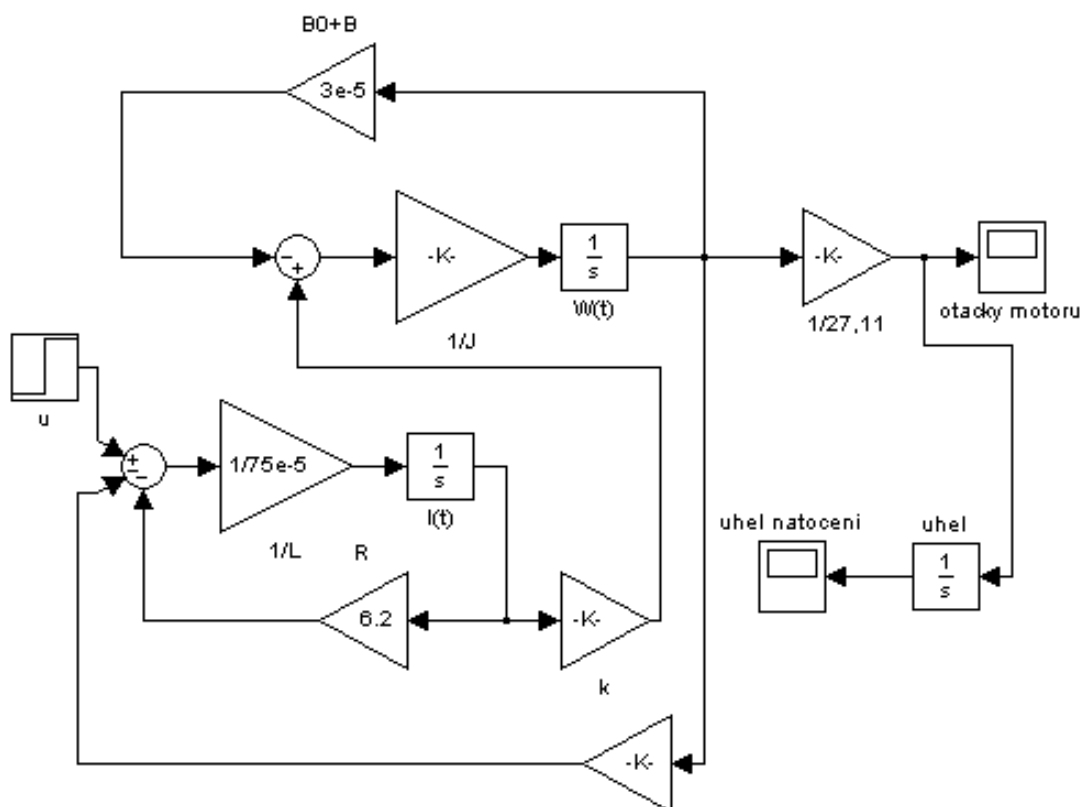 B0+B
3e-5
-K-
1/J
1
s
W(t)
-K-
1/27,11
otacky motoru
u
1/75e-5
1/L
1
s
I(t)
R
6.2
-K-
k
uhel natoceni
uhel
1
s
-K-